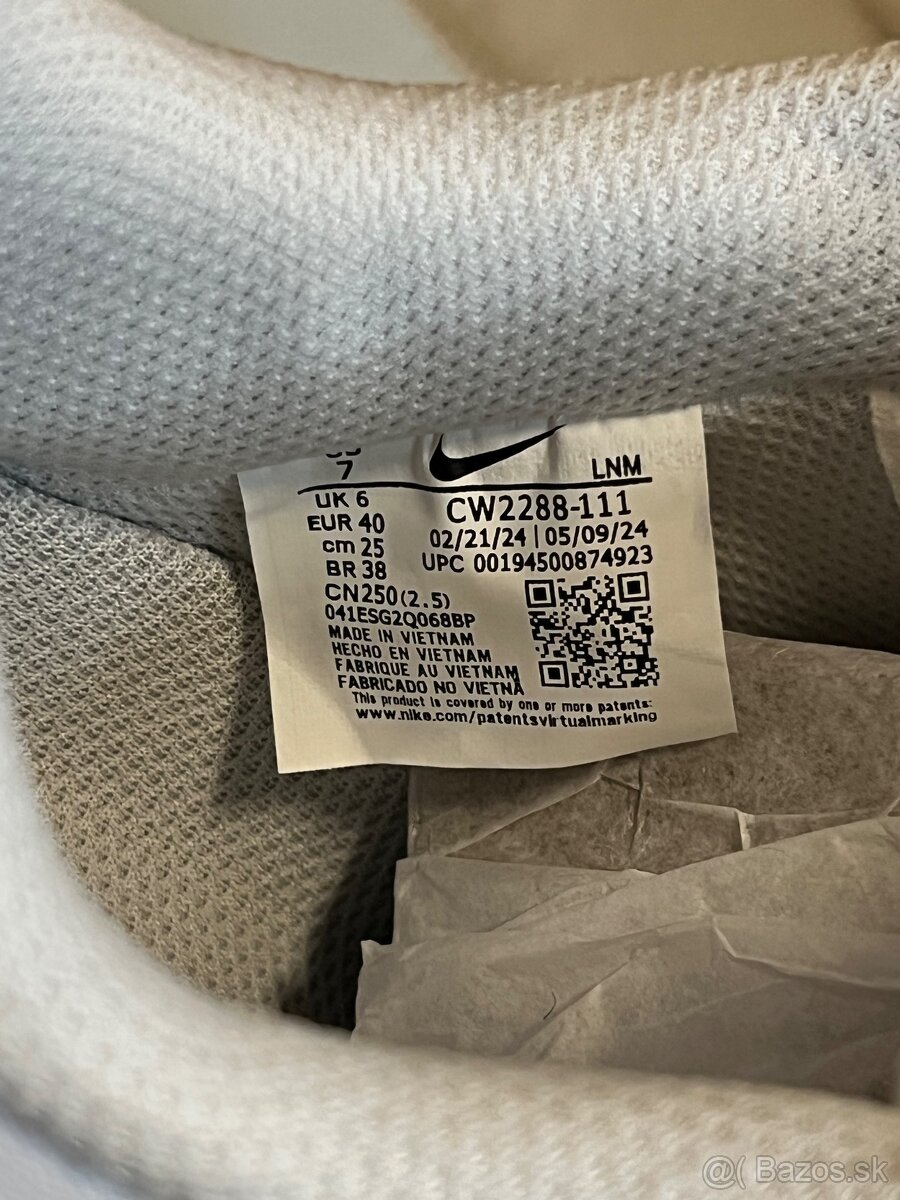 7
LNM
UK 6
CW2288-111
EUR 40
02/21/24 | 05/09/24
cm 25
UPC 00194500874923
BR 38
CN250(2.5)
041ESG2Q068BP
MADE IN VIETNAM
HECHO EN VIETNAM
FABRIQUE AU VIETNAM
FABRICADO NO VIETNÃ
This product is covered by one or more patents:
www.nike.com/patentsvirtualmarking
@( Bazos.sk